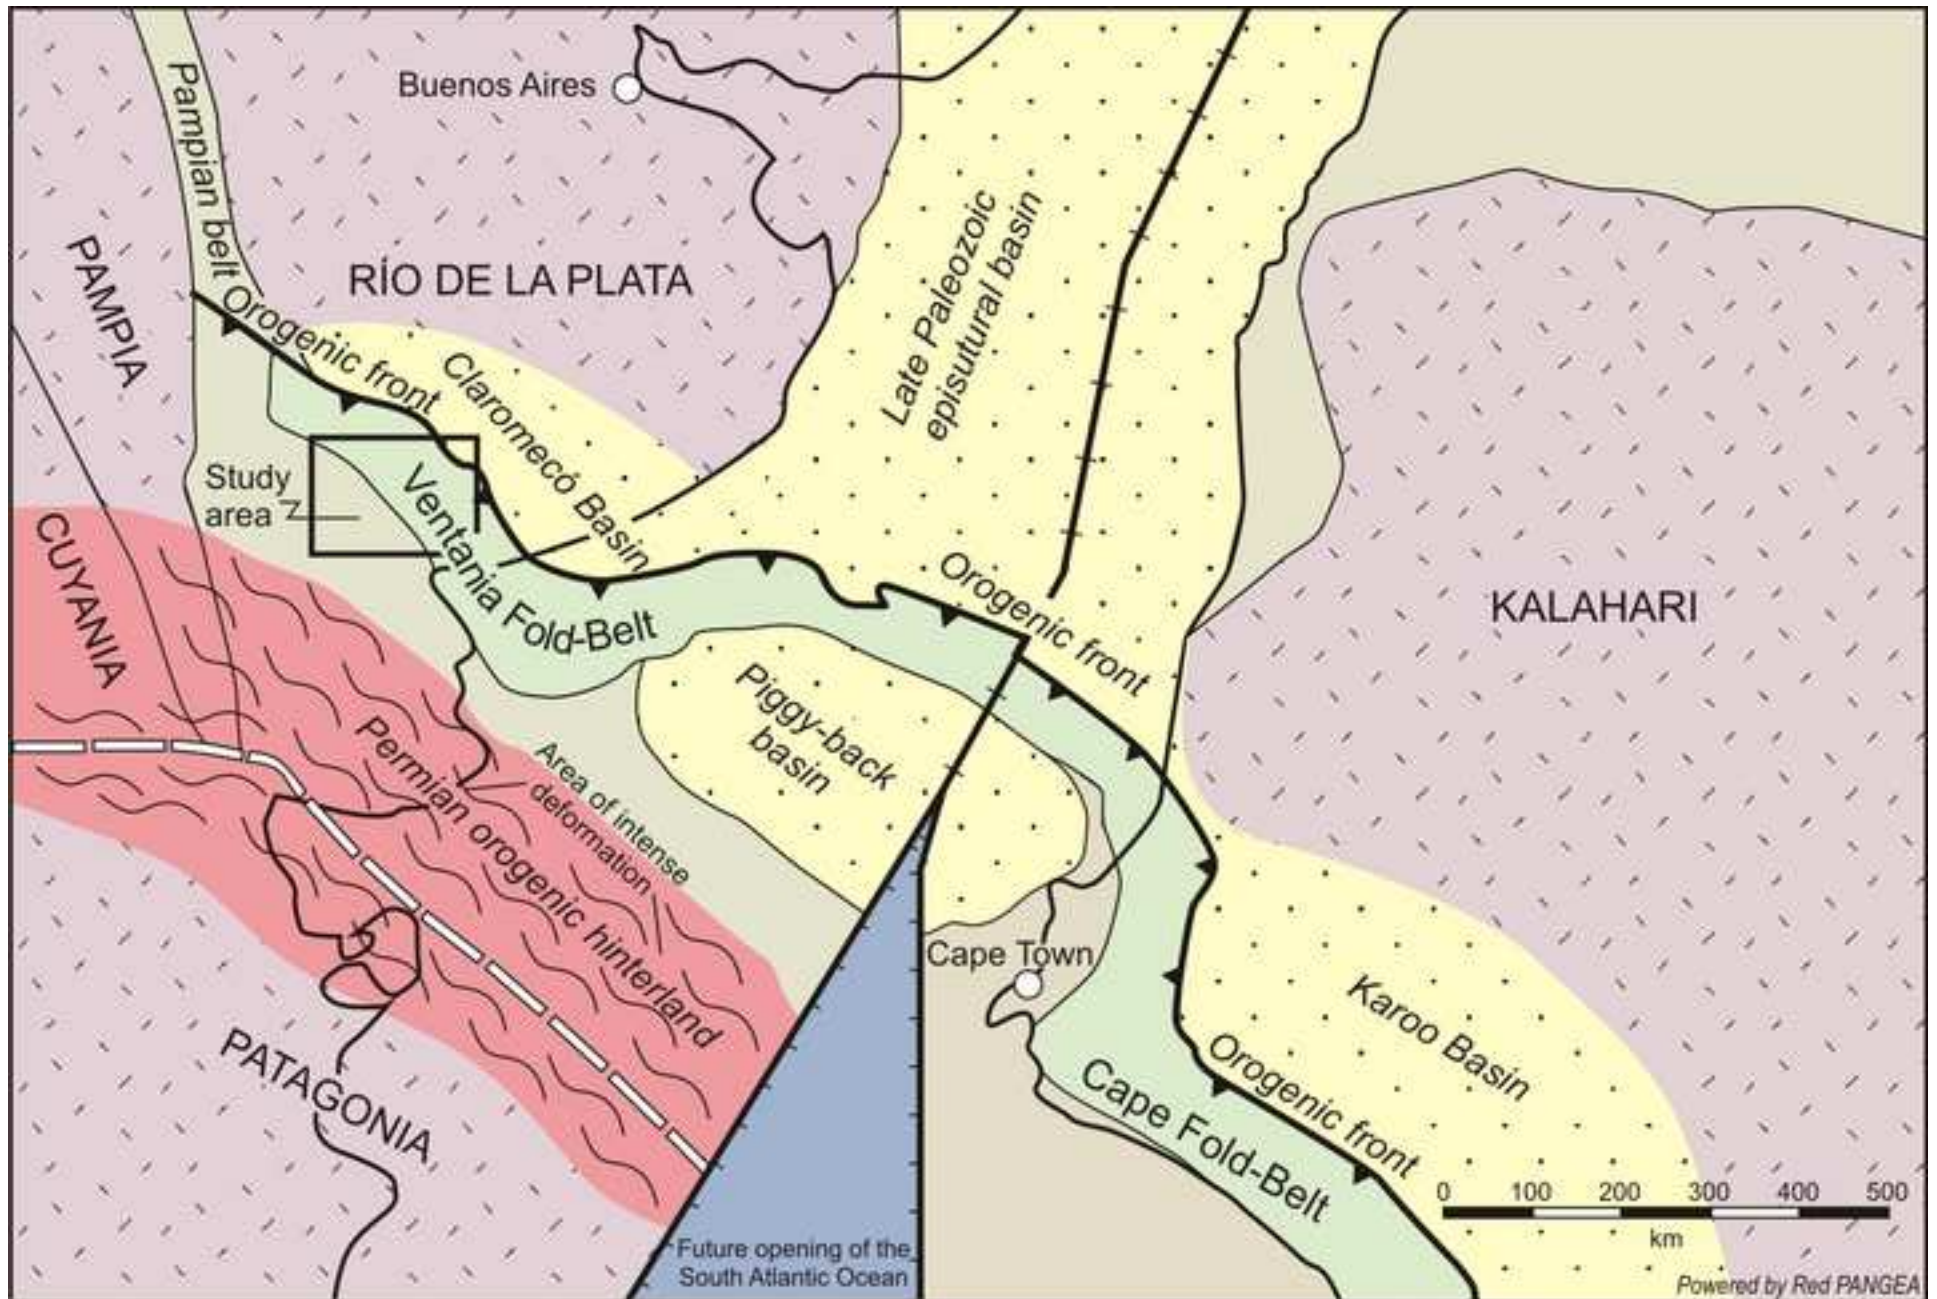 Buenos Aires
Pampian belt
PAMPIA
RÍO DE LA PLATA
Late Paleozoic
episutural basin
Orogenic front
Claromecó Basin
Study
area
Ventania Fold-Belt
CUYANIA
Orogenic front
KALAHARI
Piggy-back
basin
Area of intense
deformation
Permian orogenic hinterland
Cape Town
PATAGONIA
Karoo Basin
Orogenic front
Cape Fold-Belt
0 100 200 300 400 500
km
Future opening of the
South Atlantic Ocean
Powered by Red PANGEA